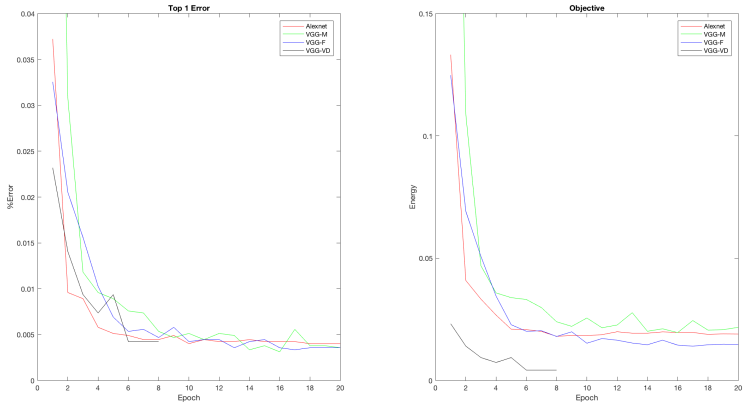 Top 1 Error
0.04
0.035
0.03
0.025
0.02
0.015
0.01
0.005
0
0 2 4 6 8 10 12 14 16 18 20
%Error
Epoch
Alexnet
VGG-M
VGG-F
VGG-VD
Objective
0.15
0.1
0.05
0
0 2 4 6 8 10 12 14 16 18 20
Energy
Epoch
Alexnet
VGG-M
VGG-F
VGG-VD